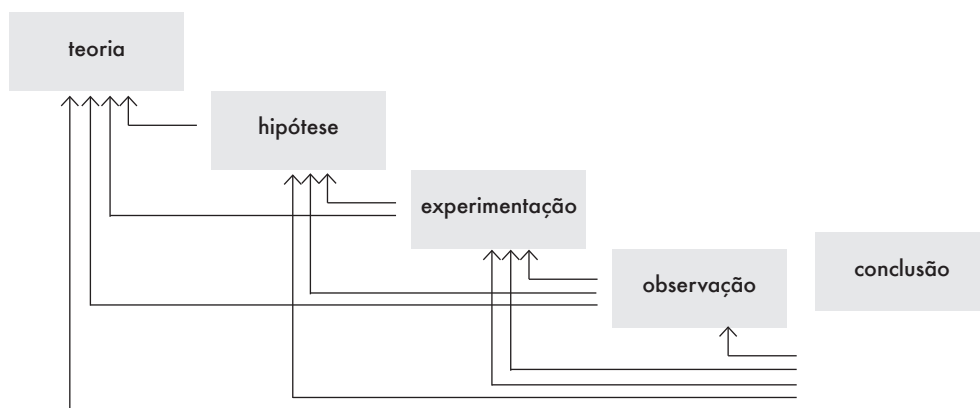 teoria
hipótese
experimentação
observação
conclusão